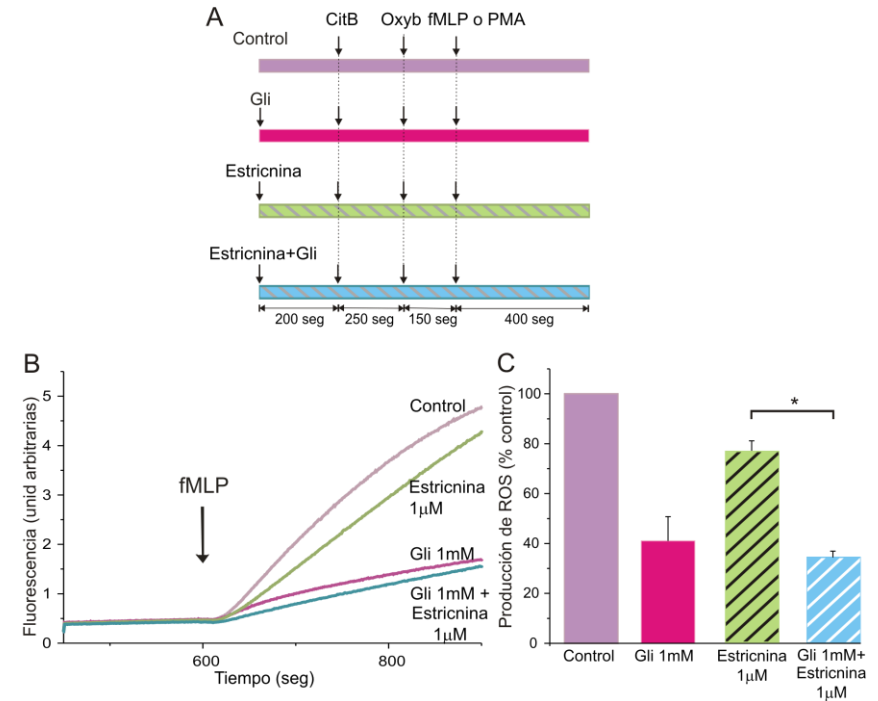 A
CitB
Oxyb fMLP o PMA
Control
Gli
Estricnina
Estricnina+Gli
200 seg
250 seg
150 seg
400 seg
B
Fluorescencia (unid arbitrarias)
5
4
3
2
1
0
fMLP
Control
Estricnina
1μM
Gli 1mM
Gli 1mM +
Estricnina
1μM
600
800
Tiempo (seg)
C
Producción de ROS (% control)
100
80
60
40
20
0
*
Control
Gli 1mM
Estricnina
1μM
Gli 1mM+
Estricnina
1μM